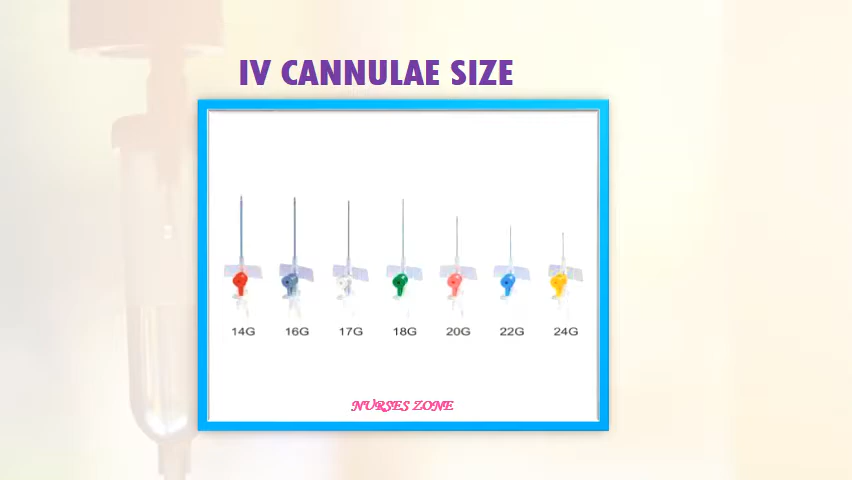 IV CANNULAE SIZE
14G 16G 17G 18G 20G 22G 24G
NURSES ZONE